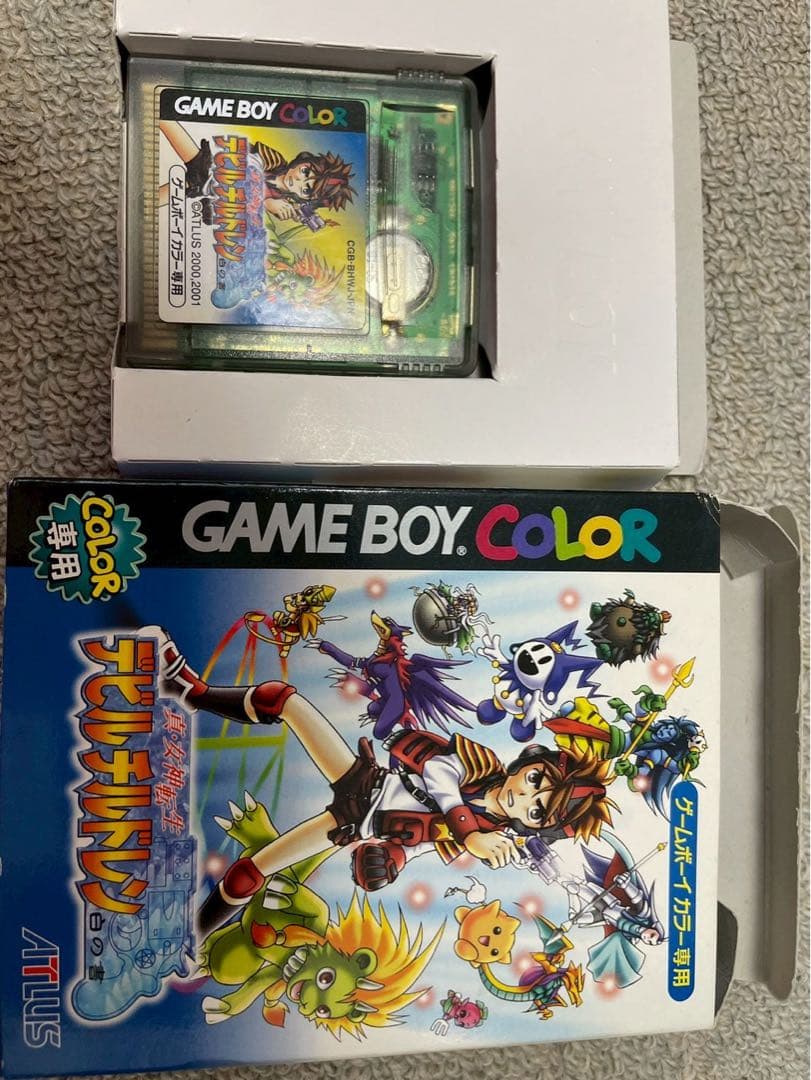 GAME BOY COLOR
デビルチルドレン
白の書
ゲームボーイカラー専用
©ATLUS 2000,2001
COLOR
専用
GAME BOY® COLOR
真・女神転生
デビルチルドレン
白の書
ゲームボーイカラー専用
ATLUS